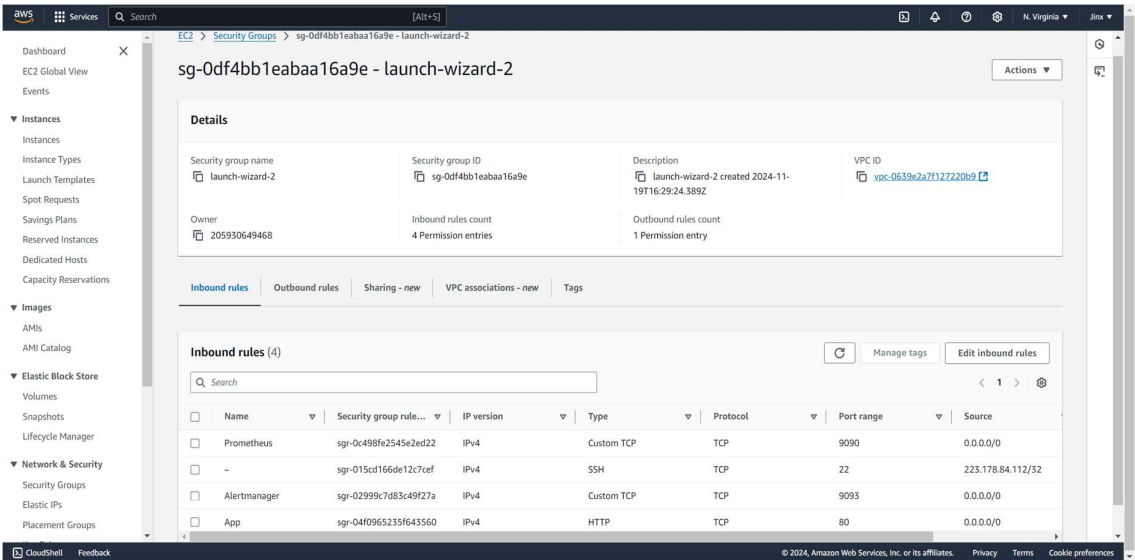 aws Services Search [Alt+S] N. Virginia Jinx
EC2 > Security Groups > sg-0df4bb1eabaa16a9e - launch-wizard-2
sg-0df4bb1eabaa16a9e - launch-wizard-2
Actions
Dashboard
EC2 Global View
Events
Instances
Instances
Instance Types
Launch Templates
Spot Requests
Savings Plans
Reserved Instances
Dedicated Hosts
Capacity Reservations
Images
AMIs
AMI Catalog
Elastic Block Store
Volumes
Snapshots
Lifecycle Manager
Network & Security
Security Groups
Elastic IPs
Placement Groups
Details
Security group name
launch-wizard-2
Security group ID
sg-0df4bb1eabaa16a9e
Description
launch-wizard-2 created 2024-11-
19T16:29:24.389Z
VPC ID
vpc-0639e2a7f127220b9
Owner
205930649468
Inbound rules count
4 Permission entries
Outbound rules count
1 Permission entry
Inbound rules Outbound rules Sharing - new VPC associations - new Tags
Inbound rules (4)
Manage tags Edit inbound rules
Search
1
Name Security group rule... IP version Type Protocol Port range Source
Prometheus sgr-0c498fe2545e2ed22 IPv4 Custom TCP TCP 9090 0.0.0.0/0
– sgr-015cd166de12c7cef IPv4 SSH TCP 22 223.178.84.112/32
Alertmanager sgr-02999c7d83c49f27a IPv4 Custom TCP TCP 9093 0.0.0.0/0
App sgr-04f0965235f643560 IPv4 HTTP TCP 80 0.0.0.0/0
CloudShell Feedback © 2024, Amazon Web Services, Inc. or its affiliates. Privacy Terms Cookie preferences